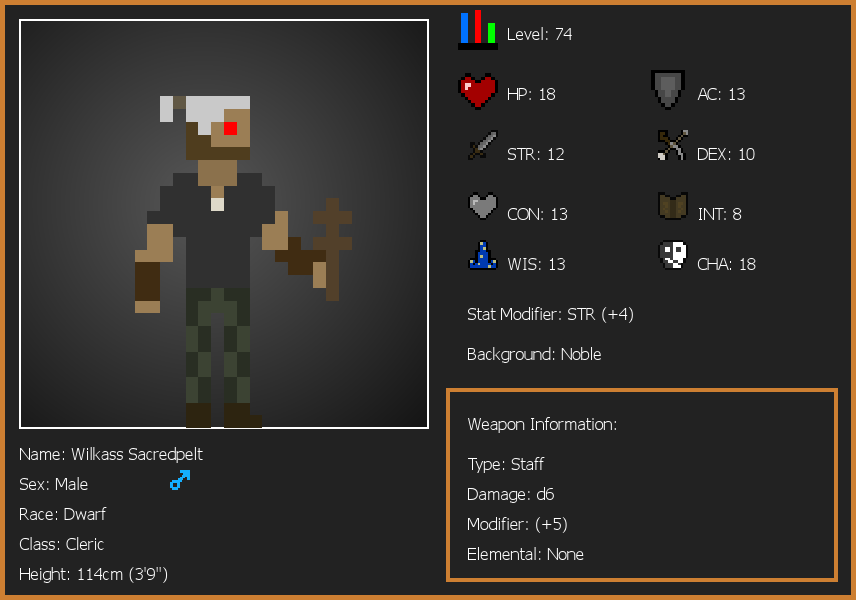 Level: 74
HP: 18
AC: 13
STR: 12
DEX: 10
CON: 13
INT: 8
WIS: 13
CHA: 18
Stat Modifier: STR (+4)
Background: Noble
Weapon Information:
Type: Staff
Damage: d6
Modifier: (+5)
Elemental: None
Name: Wilkass Sacredpelt
Sex: Male
Race: Dwarf
Class: Cleric
Height: 114cm (3'9")